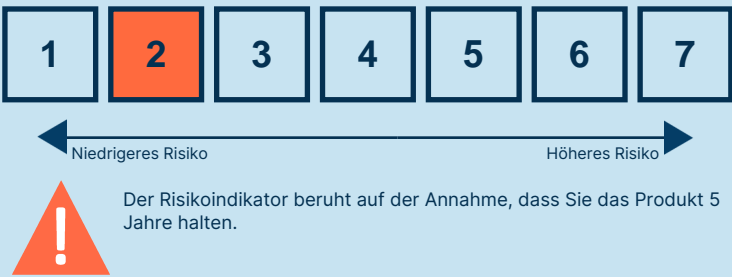 1 2 3 4 5 6 7
Niedrigeres Risiko Höheres Risiko
Der Risikoindikator beruht auf der Annahme, dass Sie das Produkt 5
Jahre halten.
!